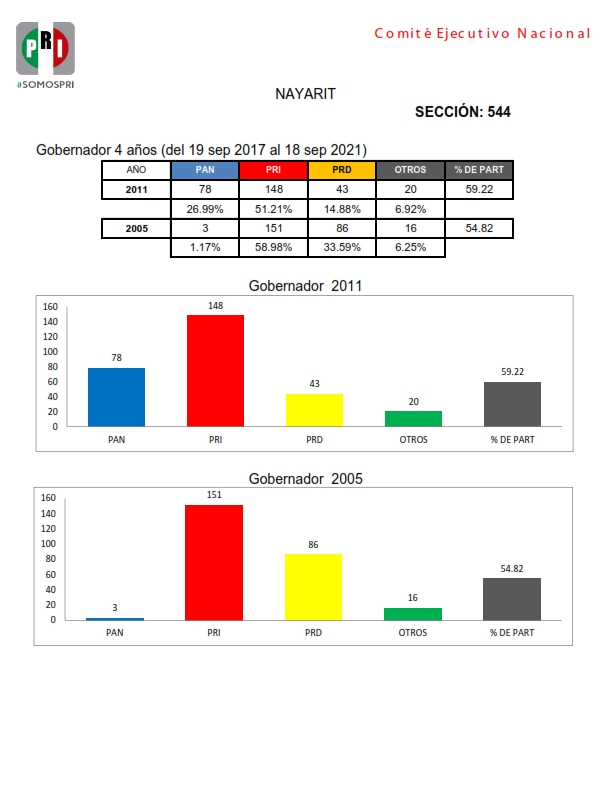 PRI
#SOMOSPRI
Comité Ejecutivo Nacional
NAYARIT
SECCIÓN: 544
Gobernador 4 años (del 19 sep 2017 al 18 sep 2021)
AÑO PAN PRI PRD OTROS % DE PART
2011 78 148 43 20 59.22
26.99% 51.21% 14.88% 6.92%
2005 3 151 86 16 54.82
1.17% 58.98% 33.59% 6.25%
Gobernador 2011
160
140
120
100
80
60
40
20
0
78
148
43
20
59.22
PAN PRI PRD OTROS % DE PART
Gobernador 2005
160
140
120
100
80
60
40
20
0
3
151
86
16
54.82
PAN PRI PRD OTROS % DE PART